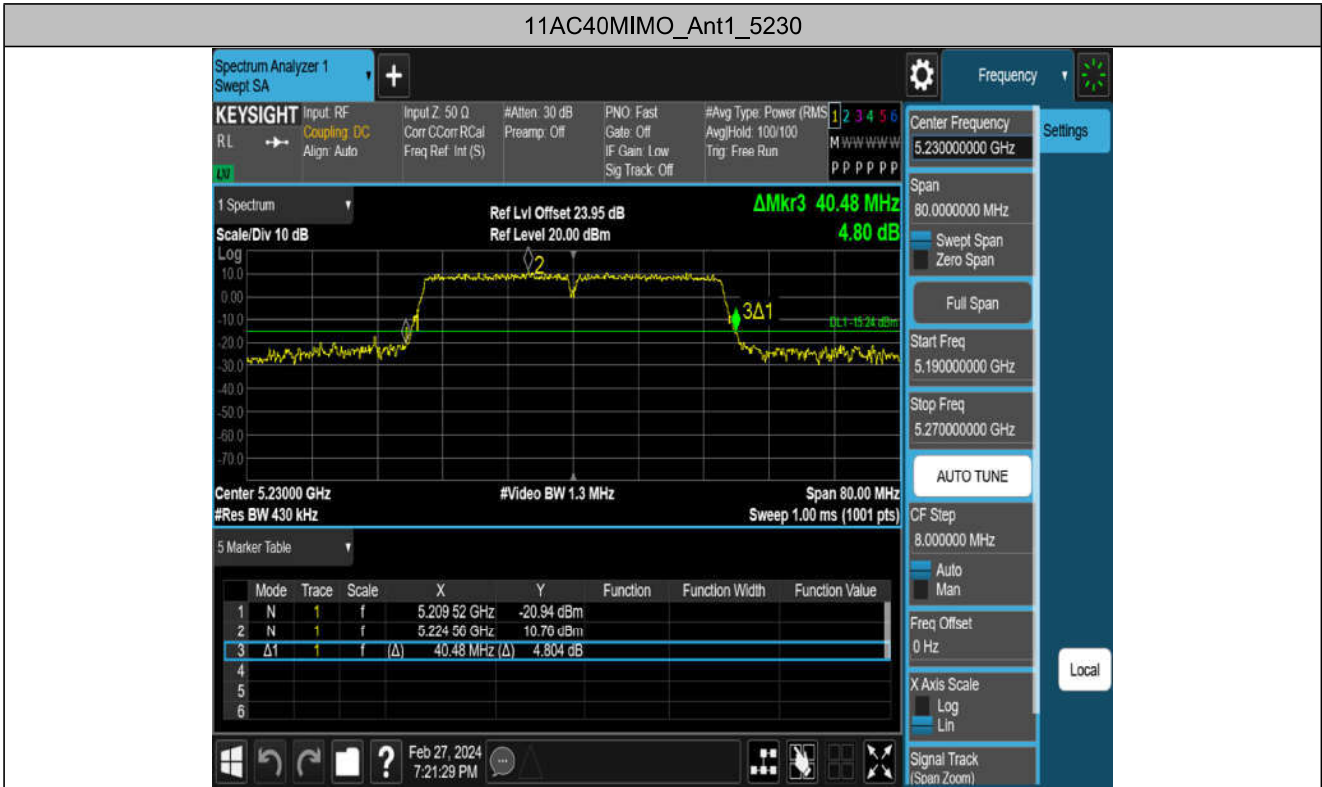 11AC40MIMO_Ant1_5230
Spectrum Analyzer 1
Swept SA
+
Frequency
KEYSIGHT
RL
LXI
Input: RF
Coupling: DC
Align: Auto
Input Z: 50 Ω
Corr CCorr RCal
Freq Ref: Int (S)
#Atten: 30 dB
Preamp: Off
PNO: Fast
Gate: Off
IF Gain: Low
Sig Track: Off
#Avg Type: Power (RMS
Avg|Hold: 100/100
Trig: Free Run
1 2 3 4 5 6
M W W W W W
P P P P P P
Center Frequency
5.230000000 GHz
Settings
Span
80.0000000 MHz
Swept Span
Zero Span
Full Span
Start Freq
5.190000000 GHz
Stop Freq
5.270000000 GHz
AUTO TUNE
CF Step
8.000000 MHz
Auto
Man
Freq Offset
0 Hz
X Axis Scale
Log
Lin
Signal Track
(Span Zoom)
Local
1 Spectrum
Scale/Div 10 dB
Ref Lvl Offset 23.95 dB
Ref Level 20.00 dBm
ΔMkr3 40.48 MHz
4.80 dB
Log
10.0
0.00
-10.0
-20.0
-30.0
-40.0
-50.0
-60.0
-70.0
1
2
3Δ1
DL1 -15.24 dBm
Center 5.23000 GHz
#Res BW 430 kHz
#Video BW 1.3 MHz
Span 80.00 MHz
Sweep 1.00 ms (1001 pts)
5 Marker Table
Mode Trace Scale X Y Function Function Width Function Value
1 N 1 f 5.209 52 GHz -20.94 dBm
2 N 1 f 5.224 56 GHz 10.76 dBm
3 Δ1 1 f (Δ) 40.48 MHz (Δ) 4.804 dB
4
5
6
?
Feb 27, 2024
7:21:29 PM